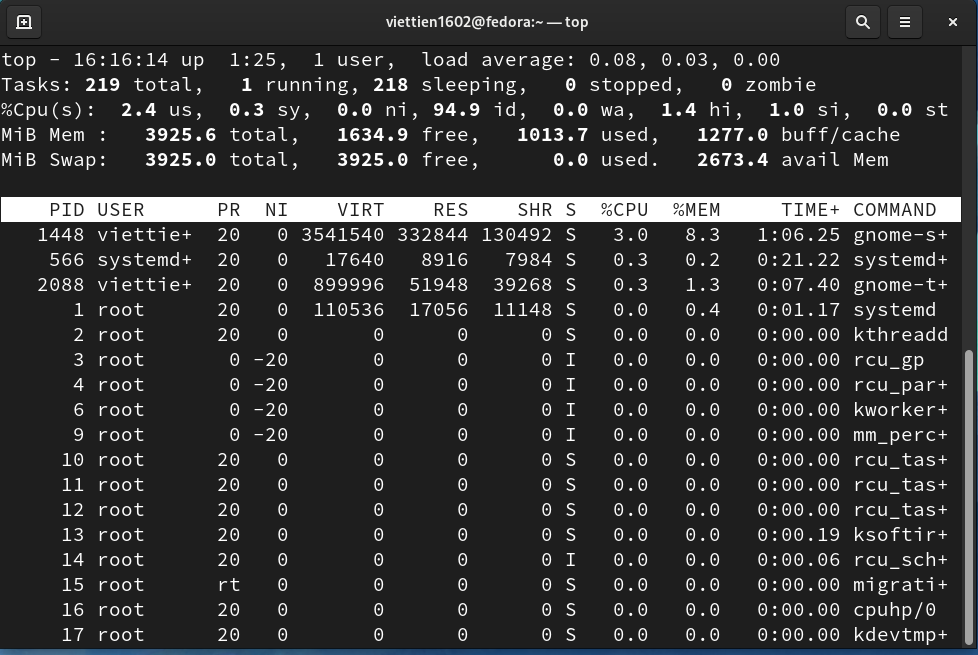 viettien1602@fedora:~ — top
top - 16:16:14 up  1:25,  1 user,  load average: 0.08, 0.03, 0.00
Tasks: 219 total,   1 running, 218 sleeping,   0 stopped,   0 zombie
%Cpu(s):  2.4 us,  0.3 sy,  0.0 ni, 94.9 id,  0.0 wa,  1.4 hi,  1.0 si,  0.0 st
MiB Mem :   3925.6 total,   1634.9 free,   1013.7 used,   1277.0 buff/cache
MiB Swap:   3925.0 total,   3925.0 free,      0.0 used.   2673.4 avail Mem
    PID USER      PR  NI    VIRT    RES    SHR S  %CPU  %MEM     TIME+ COMMAND
   1448 viettie+  20   0 3541540 332844 130492 S   3.0   8.3   1:06.25 gnome-s+
    566 systemd+  20   0   17640   8916   7984 S   0.3   0.2   0:21.22 systemd+
   2088 viettie+  20   0  899996  51948  39268 S   0.3   1.3   0:07.40 gnome-t+
      1 root      20   0  110536  17056  11148 S   0.0   0.4   0:01.17 systemd
      2 root      20   0       0      0      0 S   0.0   0.0   0:00.00 kthreadd
      3 root       0 -20       0      0      0 I   0.0   0.0   0:00.00 rcu_gp
      4 root       0 -20       0      0      0 I   0.0   0.0   0:00.00 rcu_par+
      6 root       0 -20       0      0      0 I   0.0   0.0   0:00.00 kworker+
      9 root       0 -20       0      0      0 I   0.0   0.0   0:00.00 mm_perc+
     10 root      20   0       0      0      0 S   0.0   0.0   0:00.00 rcu_tas+
     11 root      20   0       0      0      0 S   0.0   0.0   0:00.00 rcu_tas+
     12 root      20   0       0      0      0 S   0.0   0.0   0:00.00 rcu_tas+
     13 root      20   0       0      0      0 S   0.0   0.0   0:00.19 ksoftir+
     14 root      20   0       0      0      0 I   0.0   0.0   0:00.06 rcu_sch+
     15 root      rt   0       0      0      0 S   0.0   0.0   0:00.00 migrati+
     16 root      20   0       0      0      0 S   0.0   0.0   0:00.00 cpuhp/0
     17 root      20   0       0      0      0 S   0.0   0.0   0:00.00 kdevtmp+